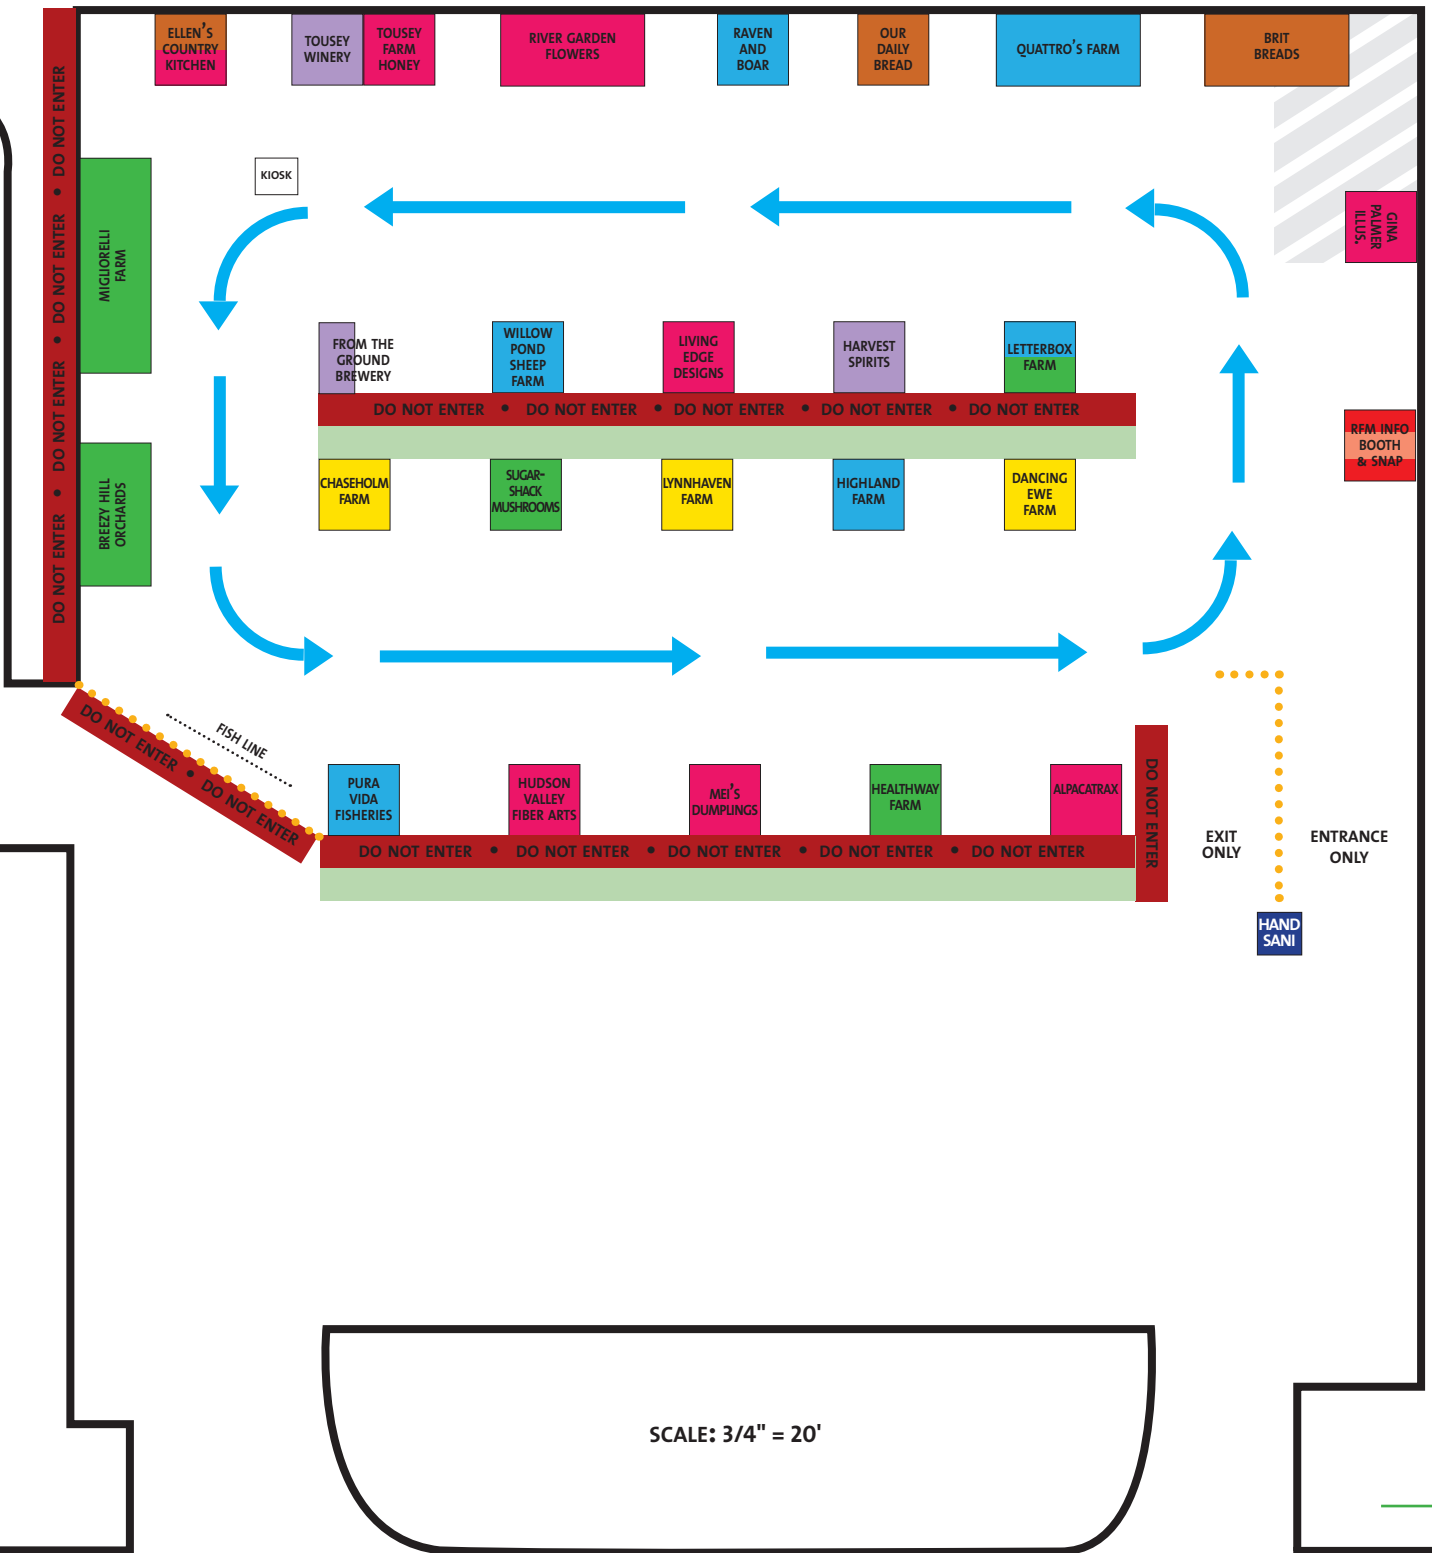 ELLEN'S
COUNTRY
KITCHEN
TOUSEY
WINERY
TOUSEY
FARM
HONEY
RIVER GARDEN
FLOWERS
RAVEN
AND
BOAR
OUR
DAILY
BREAD
QUATTRO'S FARM
BRIT
BREADS
DO NOT ENTER • DO NOT ENTER • DO NOT ENTER • DO NOT ENTER
MIGLIORELLI
FARM
KIOSK
GINA
PALMER
ILLUS.
FROM THE
GROUND
BREWERY
WILLOW
POND
SHEEP
FARM
LIVING
EDGE
DESIGNS
HARVEST
SPIRITS
LETTERBOX
FARM
DO NOT ENTER • DO NOT ENTER • DO NOT ENTER • DO NOT ENTER • DO NOT ENTER
RFM INFO
BOOTH
& SNAP
BREEZY HILL
ORCHARDS
CHASEHOLM
FARM
SUGAR-
SHACK
MUSHROOMS
LYNNHAVEN
FARM
HIGHLAND
FARM
DANCING
EWE
FARM
DO NOT ENTER • DO NOT ENTER
FISH LINE
PURA
VIDA
FISHERIES
HUDSON
VALLEY
FIBER ARTS
MEI'S
DUMPLINGS
HEALTHWAY
FARM
ALPACATRAX
DO NOT ENTER
DO NOT ENTER • DO NOT ENTER • DO NOT ENTER • DO NOT ENTER • DO NOT ENTER
EXIT
ONLY
ENTRANCE
ONLY
HAND
SANI
SCALE: 3/4" = 20'